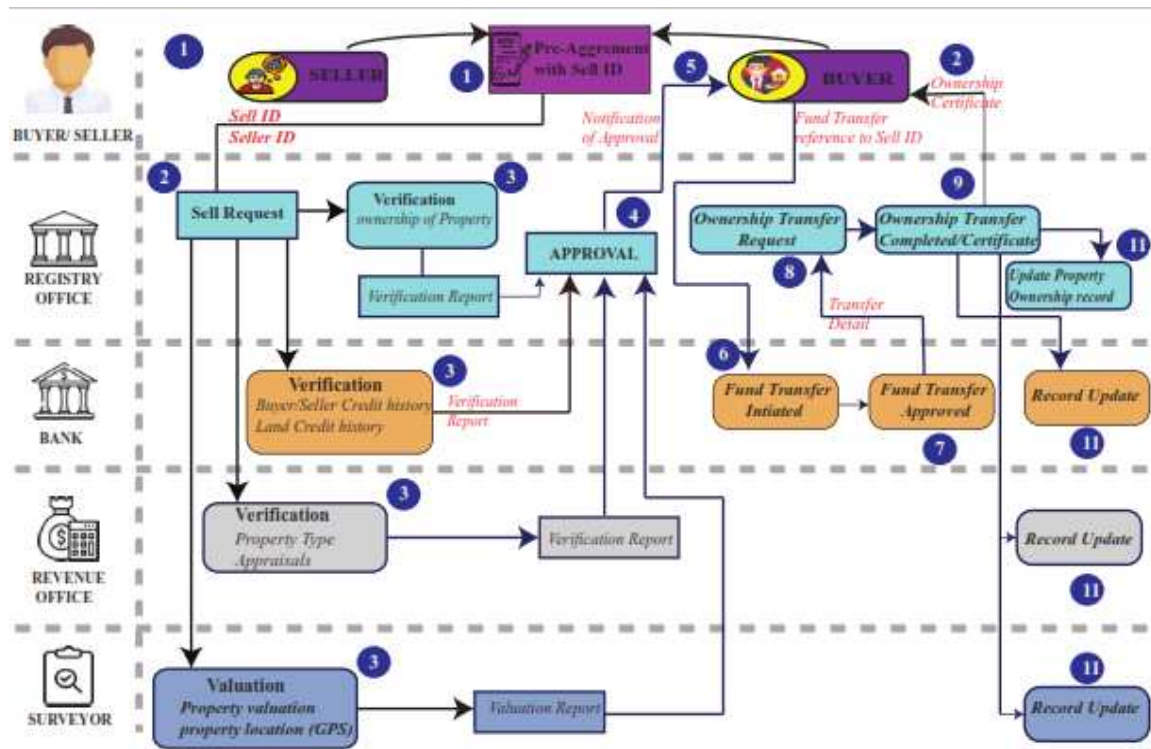 1
SELLER
1
Pre-Aggrement
with Sell ID
5
BUYER
2
Ownership
Certificate
BUYER/ SELLER
Sell ID
Seller ID
Notification
of Approval
Fund Transfer
reference to Sell ID
2
Sell Request
3
Verification
ownership of Property
Verification Report
4
APPROVAL
Ownership Transfer
Request
8
9
Ownership Transfer
Completed/Certificate
11
Update Property
Ownership record
REGISTRY
OFFICE
Transfer
Detail
3
Verification
Buyer/Seller Credit history
Land Credit history
Verification
Report
6
Fund Transfer
Intiated
Fund Transfer
Approved
7
Record Update
11
BANK
3
Verification
Property Type
Appraisals
Verification Report
Record Update
11
REVENUE
OFFICE
3
Valuation
Property valuation
property location (GPS)
Valuation Report
11
Record Update
SURVEYOR